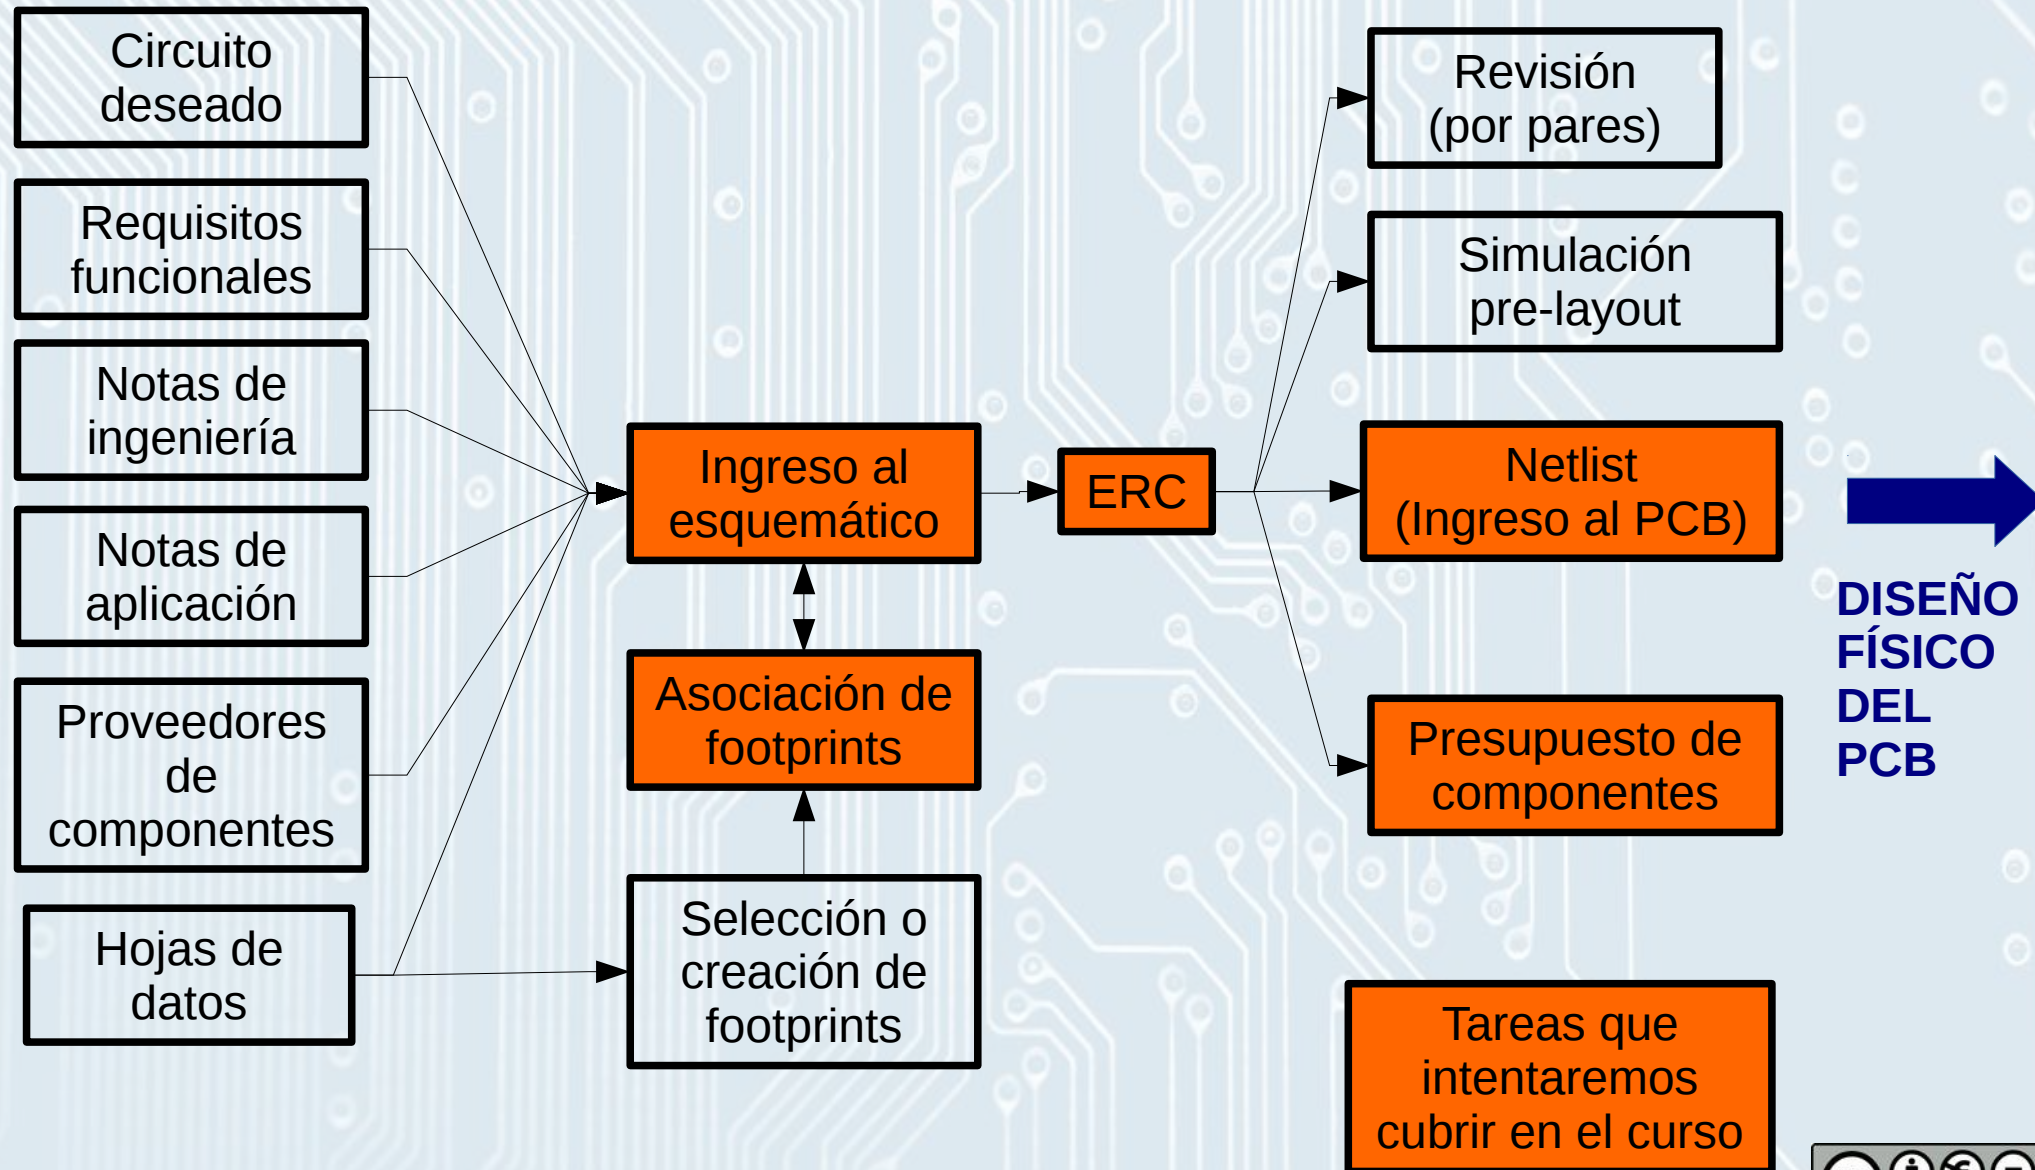 Circuito
deseado
Requisitos
funcionales
Notas de
ingeniería
Notas de
aplicación
Proveedores
de
componentes
Hojas de
datos
Ingreso al
esquemático
Asociación de
footprints
Selección o
creación de
footprints
ERC
Revisión
(por pares)
Simulación
pre-layout
Netlist
(Ingreso al PCB)
Presupuesto de
componentes
Tareas que
intentaremos
cubrir en el curso
DISEÑO
FÍSICO
DEL
PCB